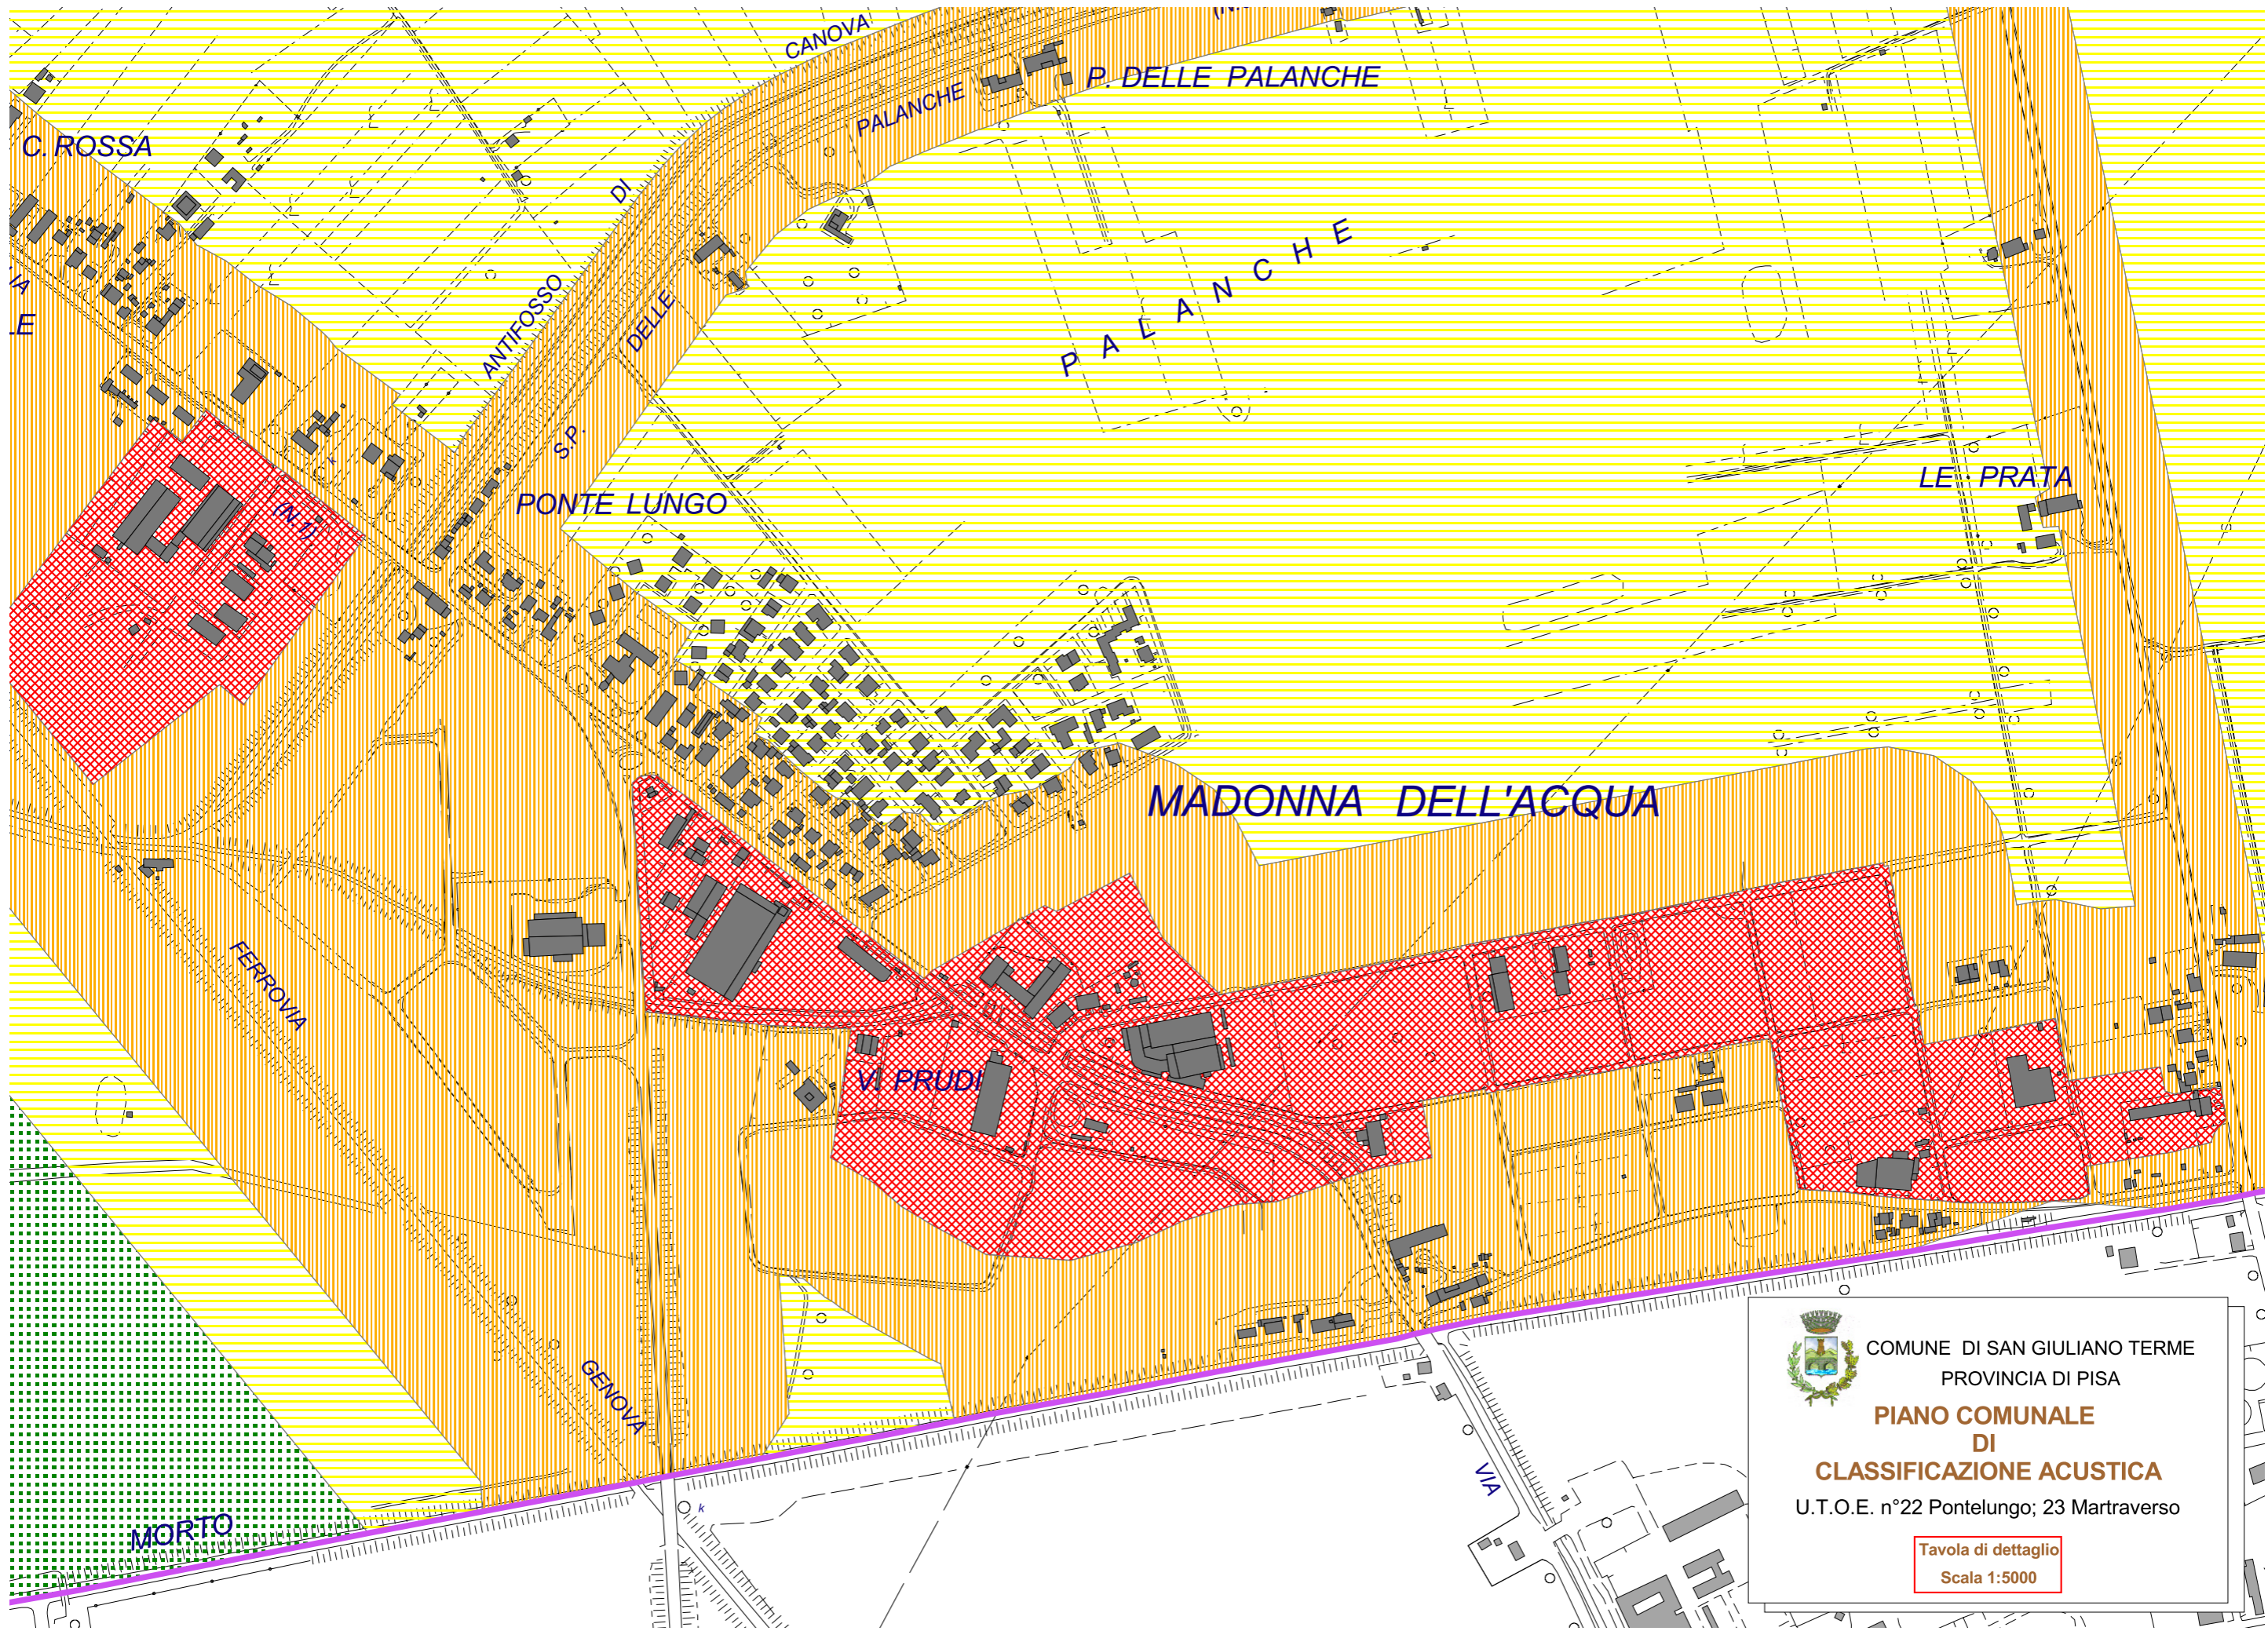 CANOVA
P. DELLE PALANCHE
PALANCHE
C. ROSSA
DI
P A L A N C H E
ANTIFOSSO
DELLE
LE
S.P.
PONTE LUNGO
LE PRATA
(N.1)
MADONNA DELL'ACQUA
FERROVIA
V. PRUDI
GENOVA
MORTO
k
VIA
COMUNE DI SAN GIULIANO TERME
PROVINCIA DI PISA
PIANO COMUNALE
DI
CLASSIFICAZIONE ACUSTICA
U.T.O.E. n°22 Pontelungo; 23 Martraverso
Tavola di dettaglio
Scala 1:5000